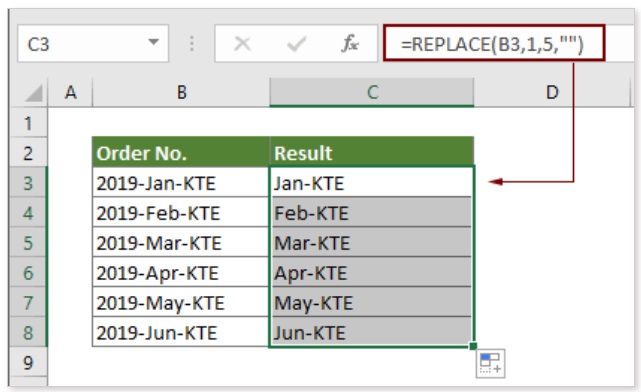 C3 fx =REPLACE(B3,1,5,"")
A B C D
1
2 Order No. Result
3 2019-Jan-KTE Jan-KTE
4 2019-Feb-KTE Feb-KTE
5 2019-Mar-KTE Mar-KTE
6 2019-Apr-KTE Apr-KTE
7 2019-May-KTE May-KTE
8 2019-Jun-KTE Jun-KTE
9